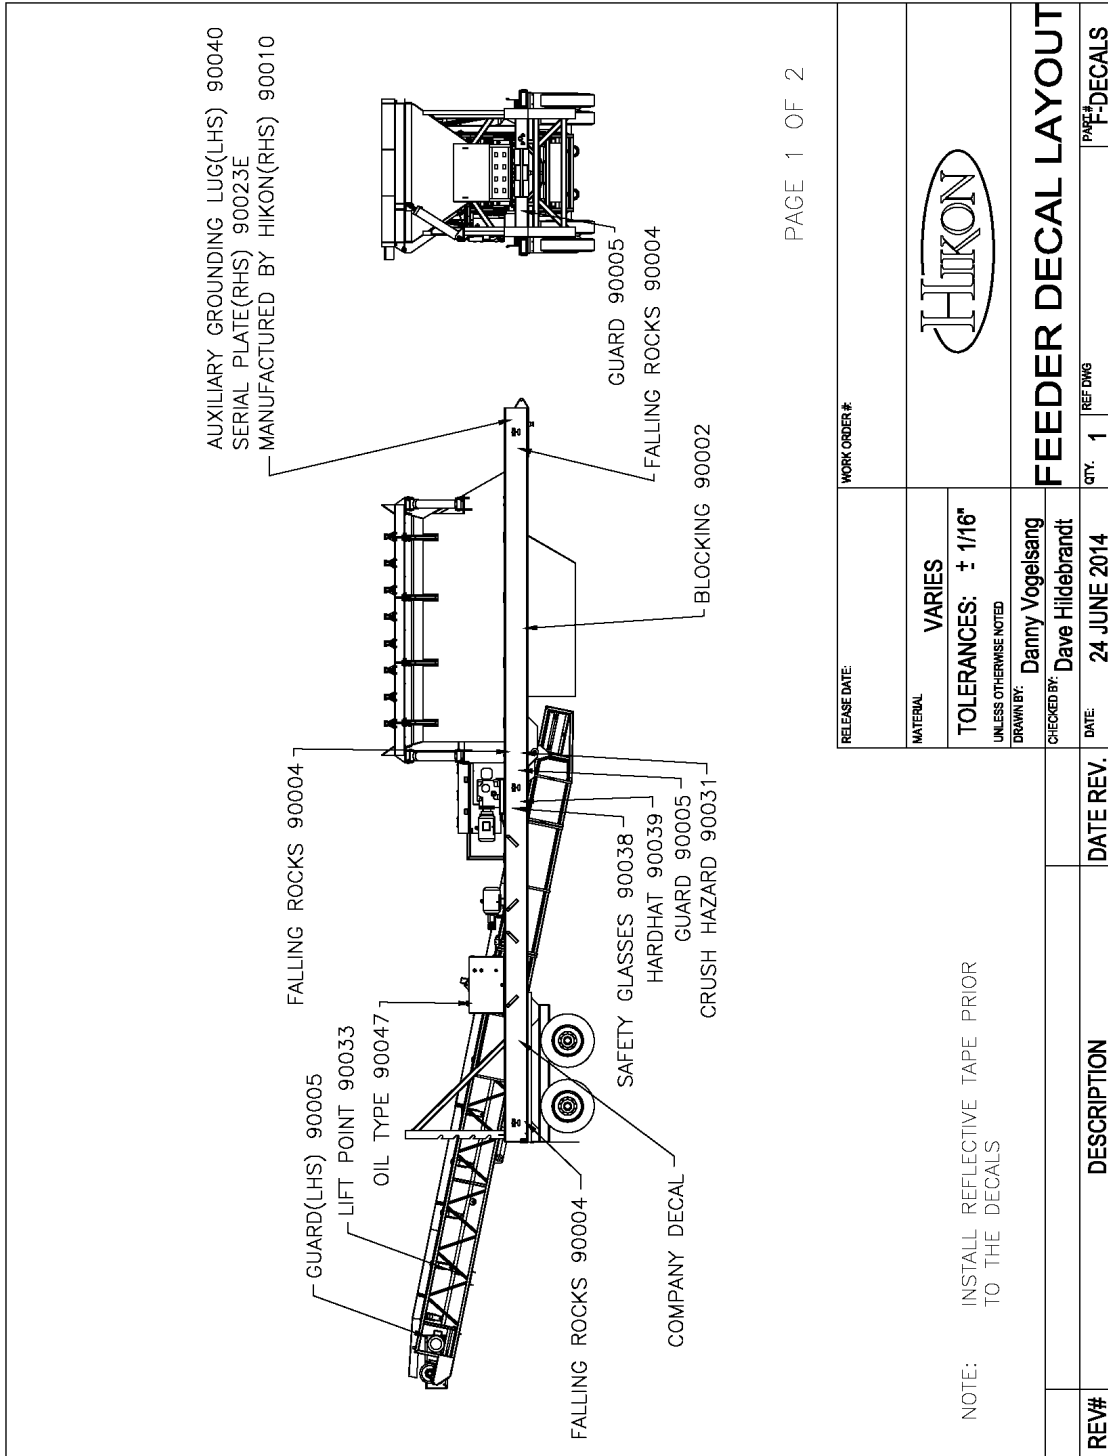 AUXILIARY GROUNDING LUG(LHS) 90040
SERIAL PLATE(RHS) 90023E
MANUFACTURED BY HIKON(RHS) 90010
FALLING ROCKS 90004
GUARD(LHS) 90005
LIFT POINT 90033
OIL TYPE 90047
GUARD 90005
FALLING ROCKS 90004
BLOCKING 90002
SAFETY GLASSES 90038
HARDHAT 90039
GUARD 90005
CRUSH HAZARD 90031
FALLING ROCKS 90004
COMPANY DECAL
PAGE 1 OF 2
NOTE: INSTALL REFLECTIVE TAPE PRIOR
TO THE DECALS
RELEASE DATE:
WORK ORDER #:
MATERIAL
VARIES
TOLERANCES: ± 1/16"
UNLESS OTHERWISE NOTED
HIKON
DRAWN BY: Danny Vogelsang
CHECKED BY: Dave Hildebrandt
FEEDER DECAL LAYOUT
REV#
DESCRIPTION
DATE REV.
DATE: 24 JUNE 2014
QTY. 1
REF DWG
PART# F-DECALS